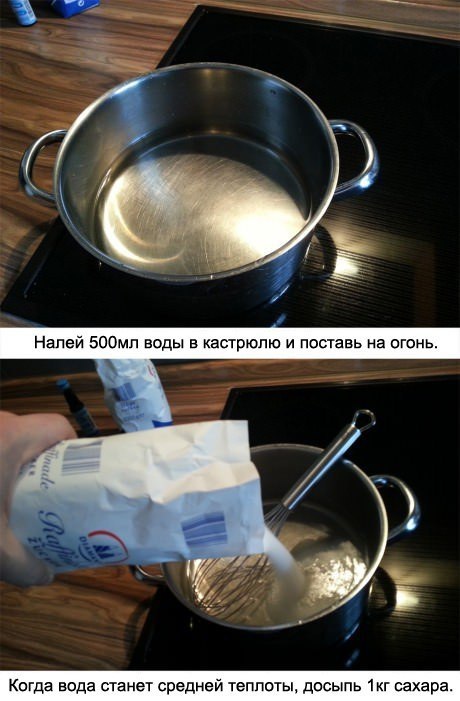 Налей 500мл воды в кастрюлю и поставь на огонь.
Raffinade
Когда вода станет средней теплоты, досыпь 1кг сахара.